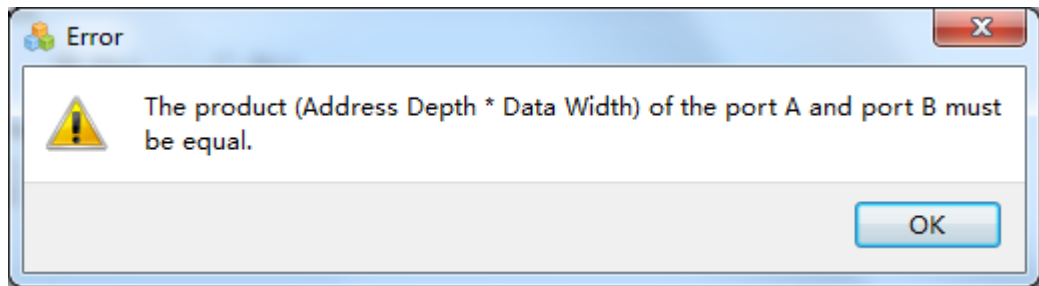 Error
The product (Address Depth * Data Width) of the port A and port B must
be equal.
OK